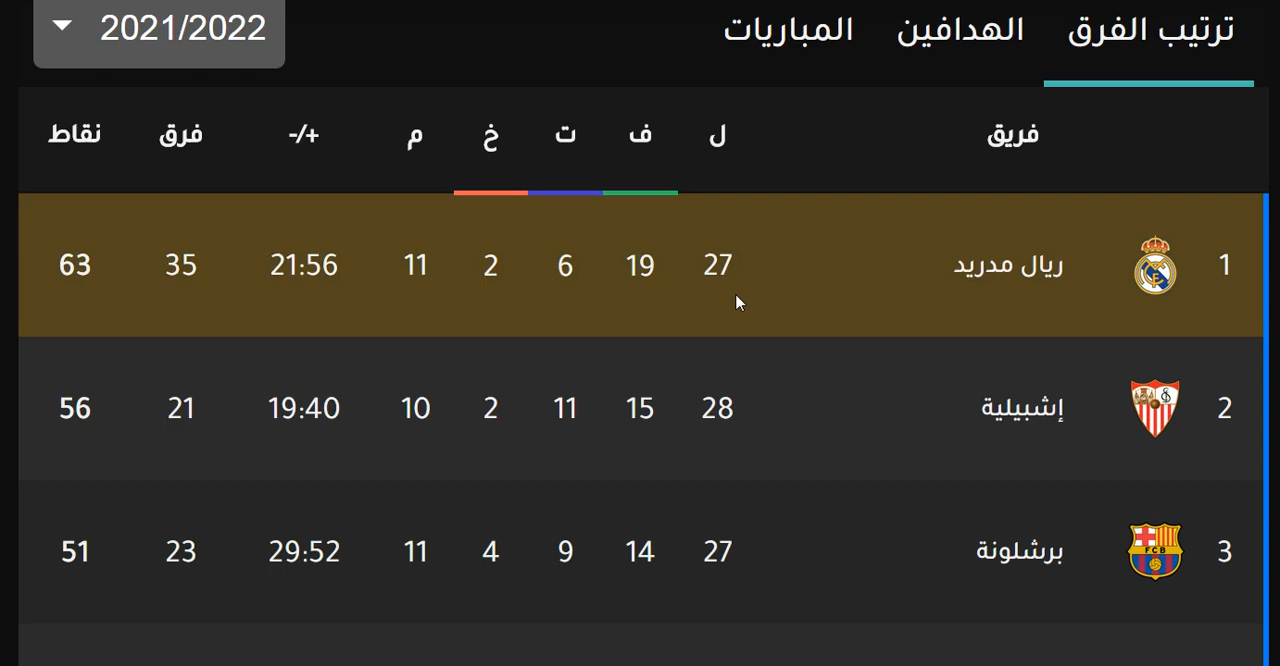 ترتيب الفرق الهدافين المباريات 2021/2022
فريق ل ف ت خ م +/- فرق نقاط
1 ريال مدريد 27 19 6 2 11 21:56 35 63
2 إشبيلية 28 15 11 2 10 19:40 21 56
3 FCB برشلونة 27 14 9 4 11 29:52 23 51